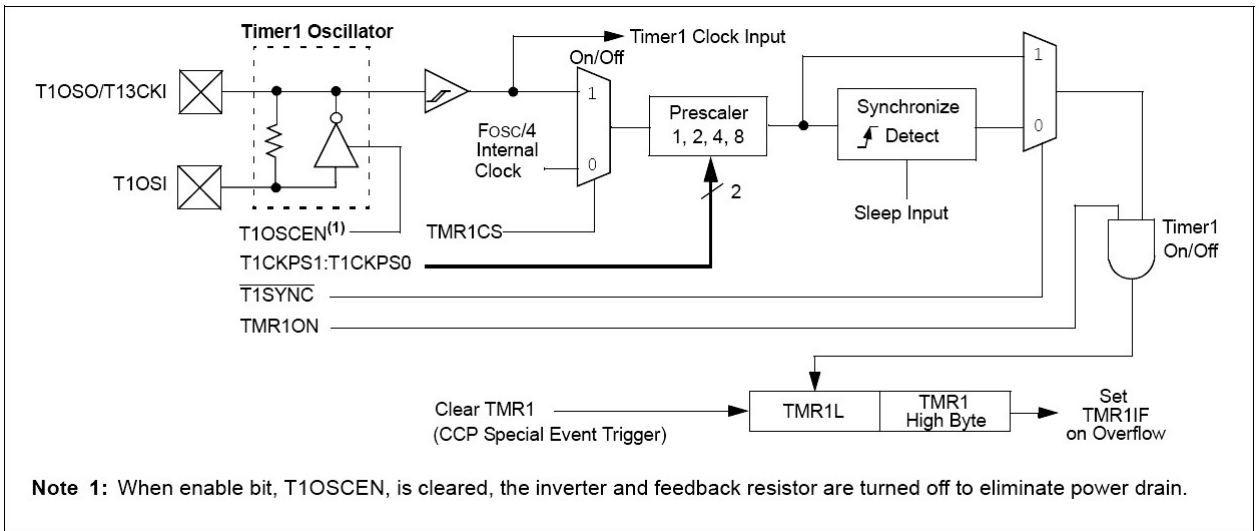 Timer1 Oscillator
Timer1 Clock Input
On/Off
T1OSO/T13CKI
1
1
Prescaler
1, 2, 4, 8
Synchronize
Detect
0
FOSC/4
Internal
Clock
0
T1OSI
2
Sleep Input
T1OSCEN(1)
TMR1CS
Timer1
On/Off
T1CKPS1:T1CKPS0
T1SYNC
TMR1ON
Clear TMR1
(CCP Special Event Trigger)
TMR1L
TMR1
High Byte
Set
TMR1IF
on Overflow
Note 1: When enable bit, T1OSCEN, is cleared, the inverter and feedback resistor are turned off to eliminate power drain.